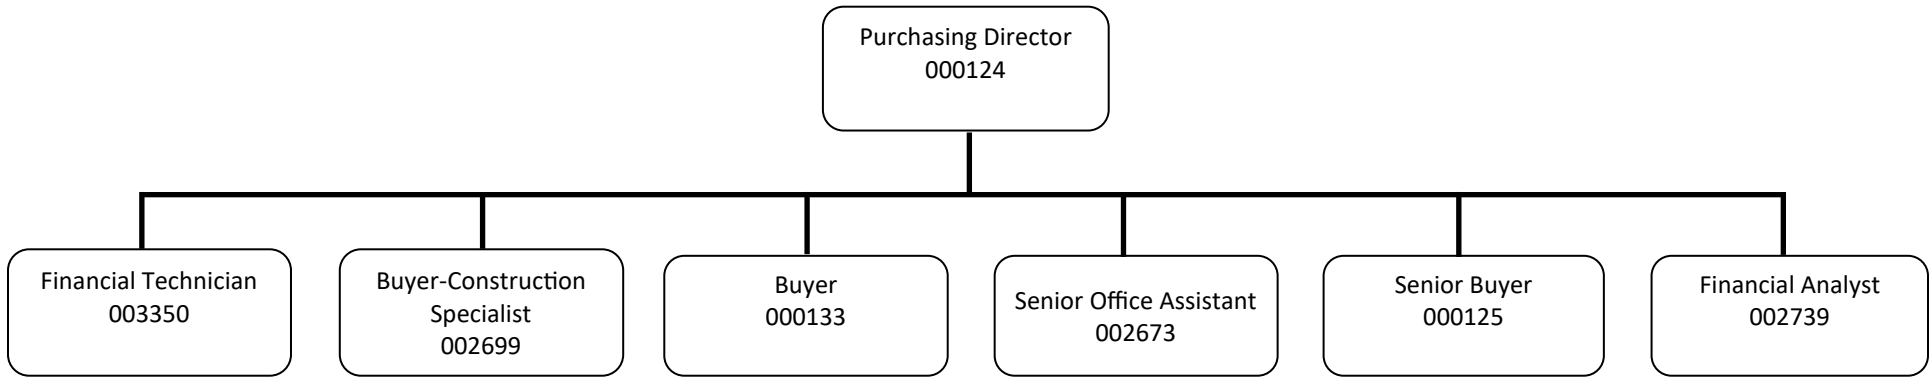 Purchasing Director
000124
Financial Technician
003350
Buyer-Construction
Specialist
002699
Buyer
000133
Senior Office Assistant
002673
Senior Buyer
000125
Financial Analyst
002739